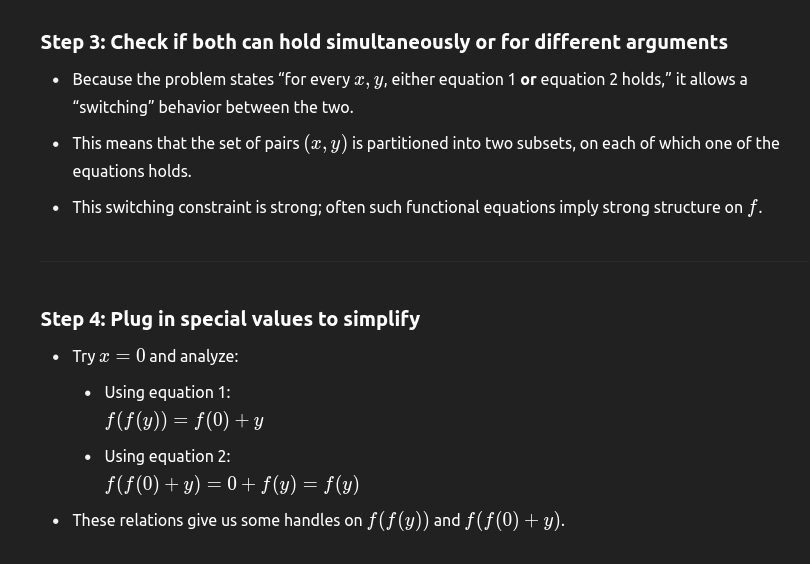 Step 3: Check if both can hold simultaneously or for different arguments
• Because the problem states “for every x, y, either equation 1 or equation 2 holds,” it allows a
“switching” behavior between the two.
• This means that the set of pairs (x, y) is partitioned into two subsets, on each of which one of the
equations holds.
• This switching constraint is strong; often such functional equations imply strong structure on f.
Step 4: Plug in special values to simplify
• Try x = 0 and analyze:
• Using equation 1:
f(f(y)) = f(0) + y
• Using equation 2:
f(f(0) + y) = 0 + f(y) = f(y)
• These relations give us some handles on f(f(y)) and f(f(0) + y).